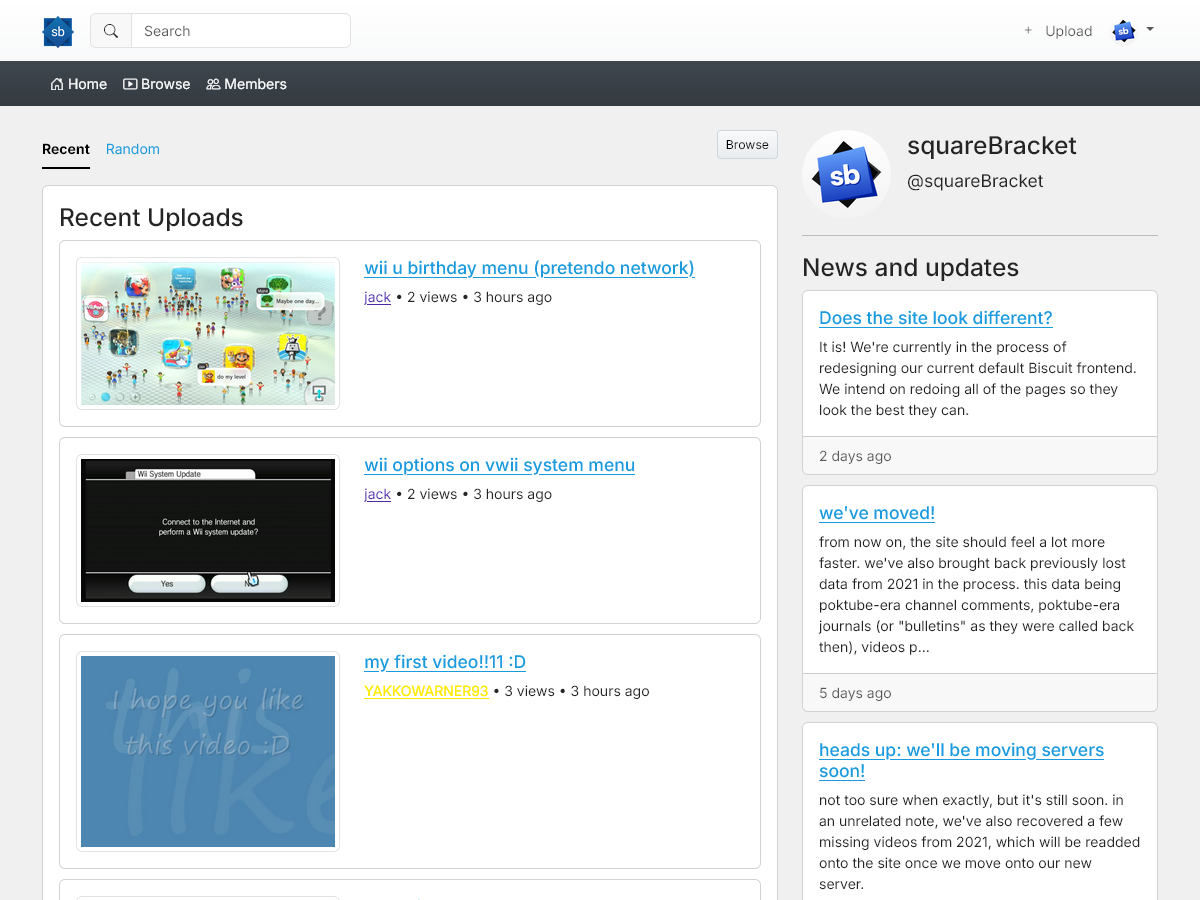 sb
Search
+ Upload
sb
Home
Browse
Members
Recent
Random
Browse
Recent Uploads
Maybe one day...
do my level
wii u birthday menu (pretendo network)
jack • 2 views • 3 hours ago
Wii System Update
Connect to the Internet and
perform a Wii system update?
Yes
wii options on vwii system menu
jack • 2 views • 3 hours ago
I hope you like
this video :D
this
like
my first video!!11 :D
YAKKOWARNER93 • 3 views • 3 hours ago
sb
squareBracket
@squareBracket
News and updates
Does the site look different?
It is! We're currently in the process of
redesigning our current default Biscuit frontend.
We intend on redoing all of the pages so they
look the best they can.
2 days ago
we've moved!
from now on, the site should feel a lot more
faster. we've also brought back previously lost
data from 2021 in the process. this data being
poktube-era channel comments, poktube-era
journals (or "bulletins" as they were called back
then), videos p...
5 days ago
heads up: we'll be moving servers
soon!
not too sure when exactly, but it's still soon. in
an unrelated note, we've also recovered a few
missing videos from 2021, which will be readded
onto the site once we move onto our new
server.